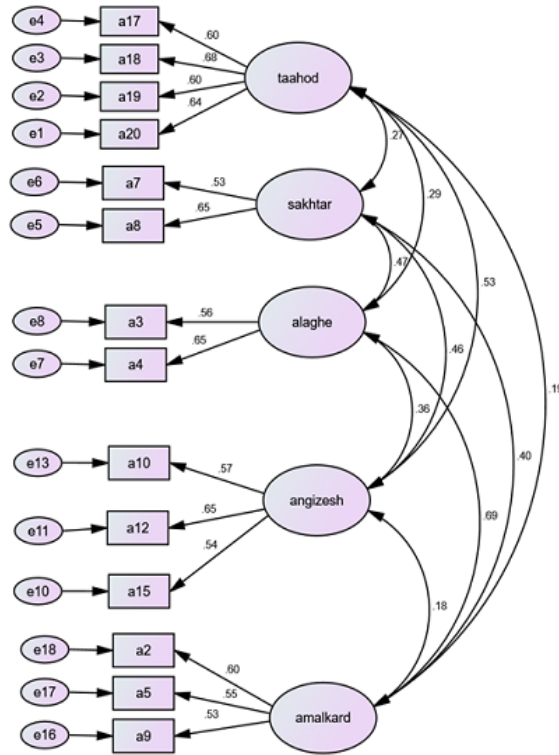 e4 a17 .60
e3 a18 .68 taahod
e2 a19 .60
e1 a20 .64
.27
e6 a7 .53 .29
sakhtar
e5 a8 .65
.47 .53
e8 a3 .56 alaghe
.46
e7 a4 .65
.19
.36
.40
e13 a10 .57
angizesh
e11 a12 .65 .69
e10 a15 .54
.18
e18 a2 .60
e17 a5 .55
amalkard
e16 a9 .53